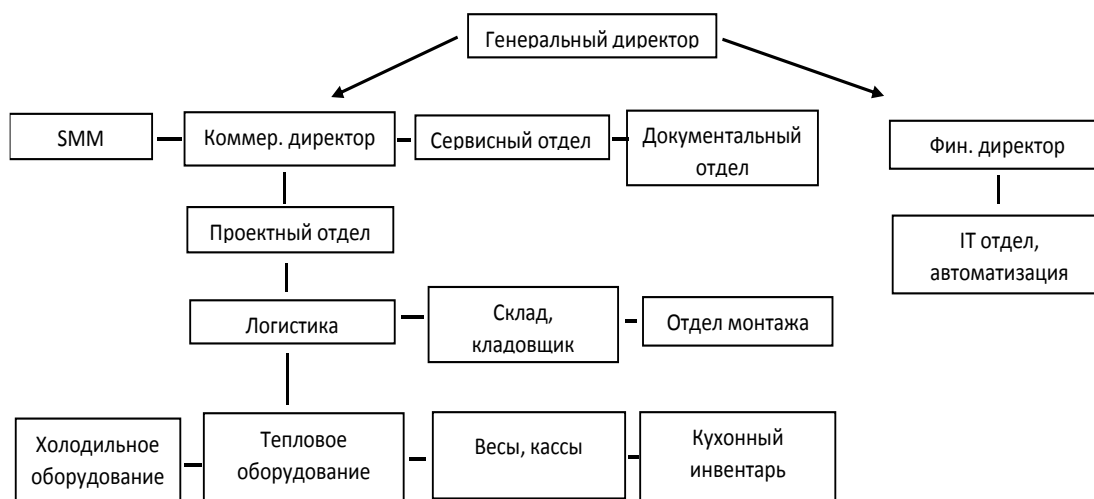 Генеральный директор
SMM
Коммер. директор
Сервисный отдел
Документальный
отдел
Фин. директор
Проектный отдел
IT отдел,
автоматизация
Логистика
Склад,
кладовщик
Отдел монтажа
Холодильное
оборудование
Тепловое
оборудование
Весы, кассы
Кухонный
инвентарь